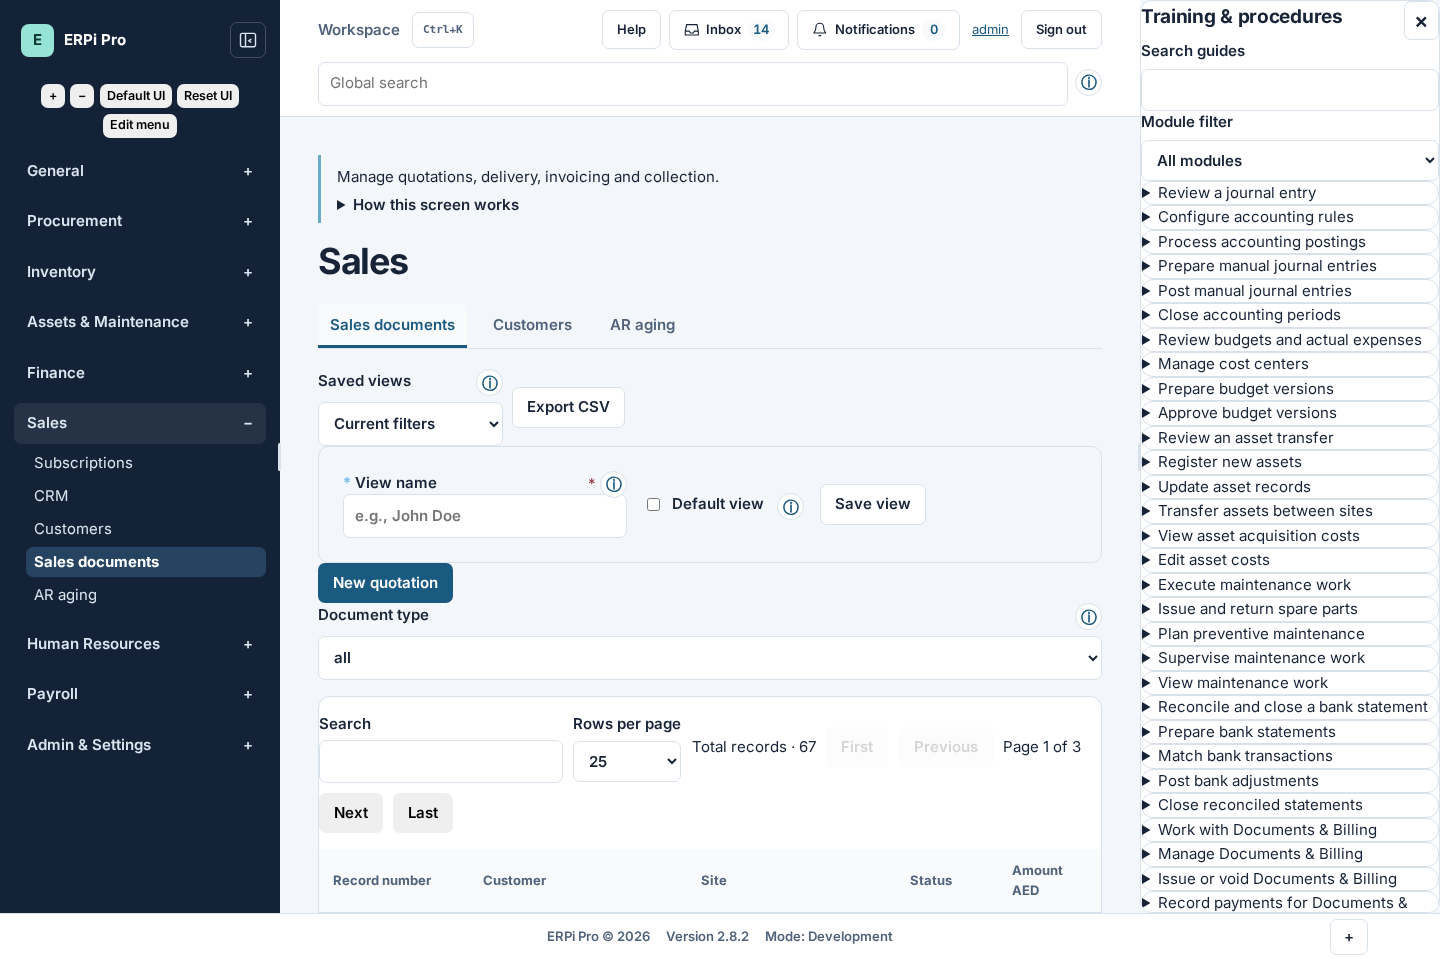 E ERPi Pro
+ − Default UI Reset UI
Edit menu
General +
Procurement +
Inventory +
Assets & Maintenance +
Finance +
Sales −
Subscriptions
CRM
Customers
Sales documents
AR aging
Human Resources +
Payroll +
Admin & Settings +
Workspace Ctrl+K Help Inbox 14 Notifications 0 admin Sign out
Global search ⓘ
Manage quotations, delivery, invoicing and collection.
▶ How this screen works
Sales
Sales documents Customers AR aging
Saved views ⓘ
Current filters Export CSV
* View name * ⓘ
e.g., John Doe Default view ⓘ Save view
New quotation
Document type ⓘ
all
Search Rows per page
25 Total records · 67 First Previous Page 1 of 3
Next Last
Record number Customer Site Status Amount
AED
Training & procedures ×
Search guides
Module filter
All modules
▶ Review a journal entry
▶ Configure accounting rules
▶ Process accounting postings
▶ Prepare manual journal entries
▶ Post manual journal entries
▶ Close accounting periods
▶ Review budgets and actual expenses
▶ Manage cost centers
▶ Prepare budget versions
▶ Approve budget versions
▶ Review an asset transfer
▶ Register new assets
▶ Update asset records
▶ Transfer assets between sites
▶ View asset acquisition costs
▶ Edit asset costs
▶ Execute maintenance work
▶ Issue and return spare parts
▶ Plan preventive maintenance
▶ Supervise maintenance work
▶ View maintenance work
▶ Reconcile and close a bank statement
▶ Prepare bank statements
▶ Match bank transactions
▶ Post bank adjustments
▶ Close reconciled statements
▶ Work with Documents & Billing
▶ Manage Documents & Billing
▶ Issue or void Documents & Billing
▶ Record payments for Documents &
ERPi Pro © 2026 Version 2.8.2 Mode: Development +